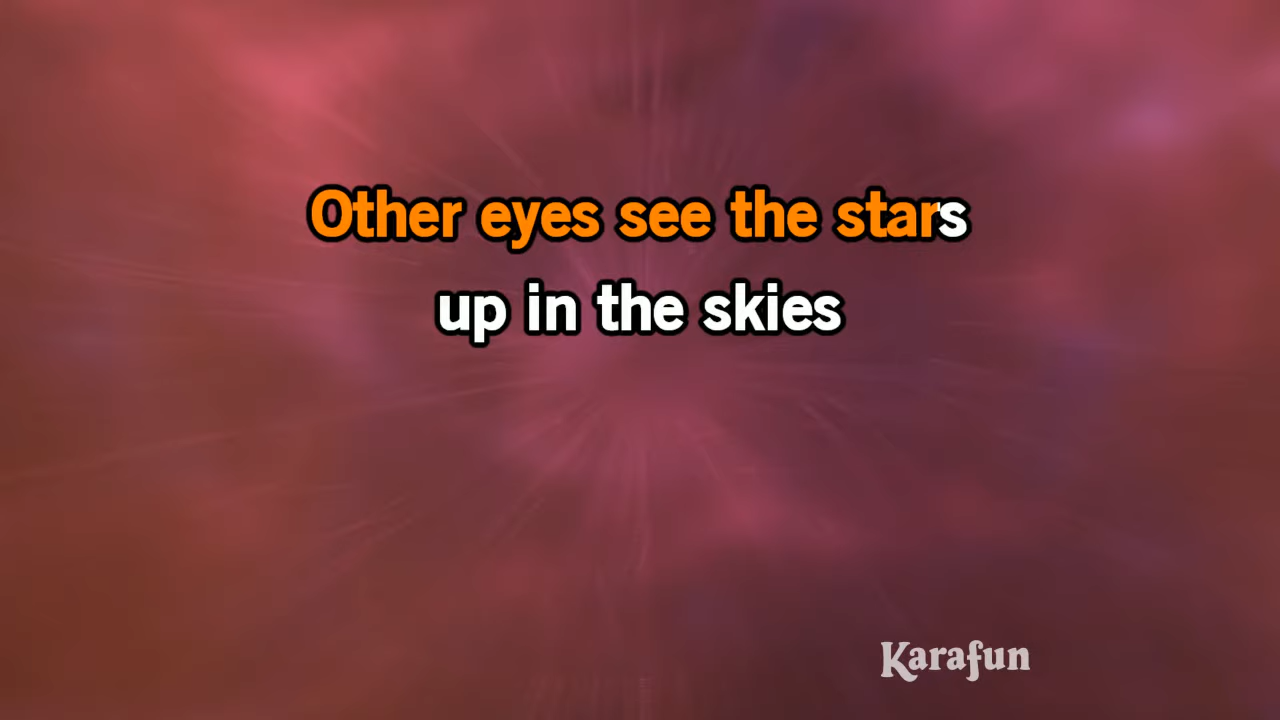 Other eyes see the stars
up in the skies
Karafun